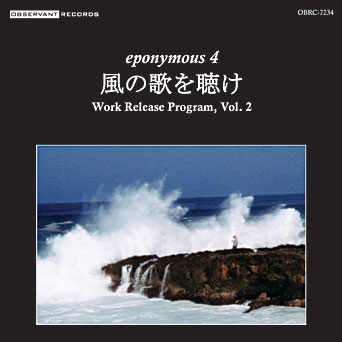 OBSERVANT RECORDS
OBRC-7234
eponymous 4
風の歌を聴け
Work Release Program, Vol. 2